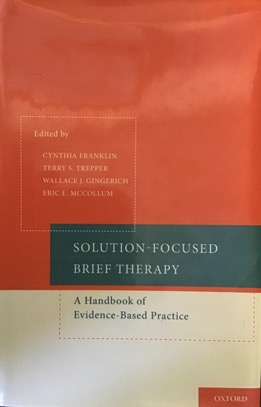 Edited by
CYNTHIA FRANKLIN
TERRY S. TREPPER
WALLACE J. GINGERICH
ERIC E. MCCOLLUM
SOLUTION-FOCUSED
BRIEF THERAPY
A Handbook of
Evidence-Based Practice
OXFORD